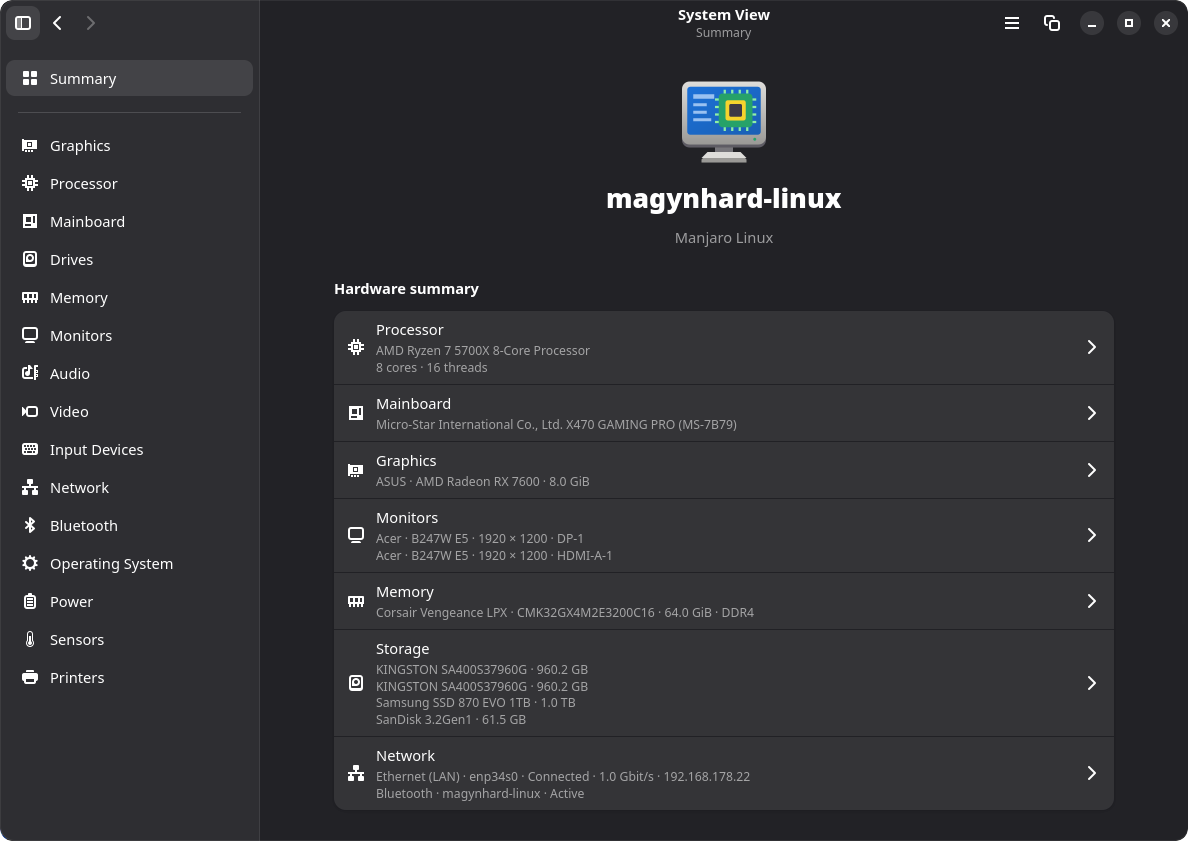 System View
Summary
Summary
Graphics
Processor
Mainboard
Drives
Memory
Monitors
Audio
Video
Input Devices
Network
Bluetooth
Operating System
Power
Sensors
Printers
magynhard-linux
Manjaro Linux
Hardware summary
Processor
AMD Ryzen 7 5700X 8-Core Processor
8 cores · 16 threads
Mainboard
Micro-Star International Co., Ltd. X470 GAMING PRO (MS-7B79)
Graphics
ASUS · AMD Radeon RX 7600 · 8.0 GiB
Monitors
Acer · B247W E5 · 1920 × 1200 · DP-1
Acer · B247W E5 · 1920 × 1200 · HDMI-A-1
Memory
Corsair Vengeance LPX · CMK32GX4M2E3200C16 · 64.0 GiB · DDR4
Storage
KINGSTON SA400S37960G · 960.2 GB
KINGSTON SA400S37960G · 960.2 GB
Samsung SSD 870 EVO 1TB · 1.0 TB
SanDisk 3.2Gen1 · 61.5 GB
Network
Ethernet (LAN) · enp34s0 · Connected · 1.0 Gbit/s · 192.168.178.22
Bluetooth · magynhard-linux · Active